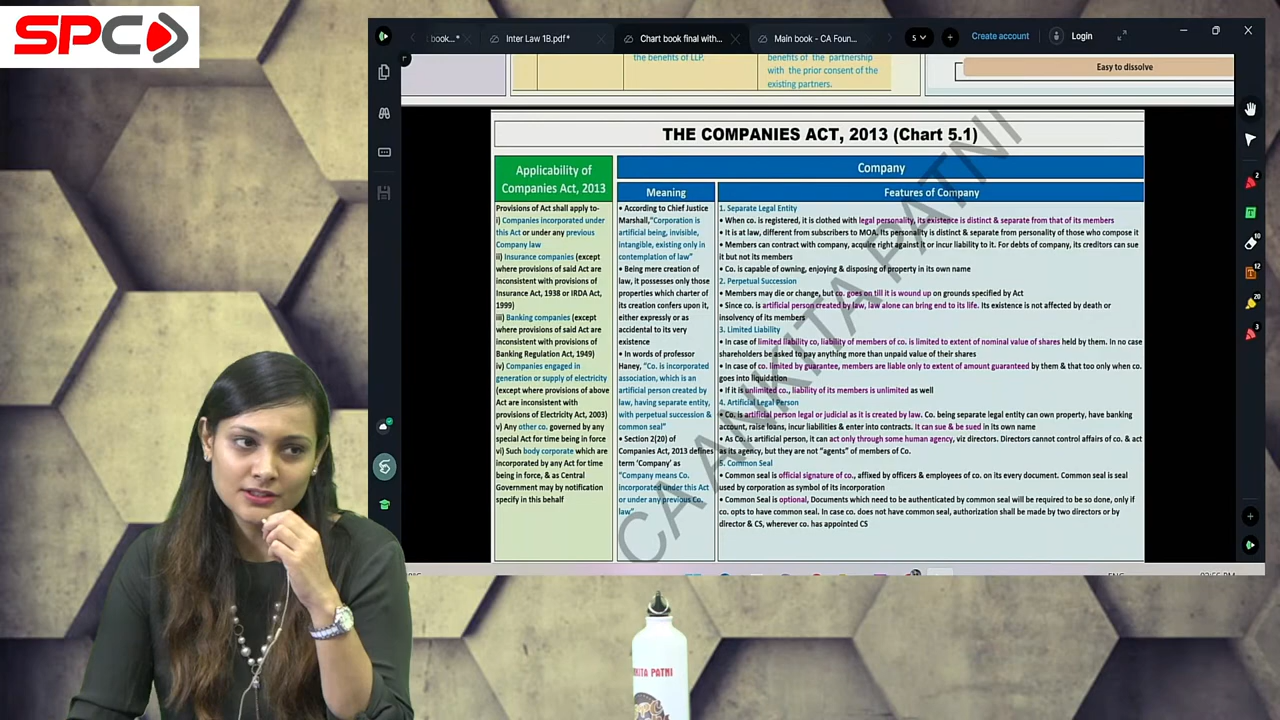 SPC
book...*
Inter Law 1B.pdf*
Chart book final with...
Main book - CA Foun...
5
Create account
Login
the benefits of LLP.
benefits of the partnership
with the prior consent of the
existing partners.
Easy to dissolve
THE COMPANIES ACT, 2013 (Chart 5.1)
Applicability of
Companies Act, 2013
Provisions of Act shall apply to-
i) Companies incorporated under
this Act or under any previous
Company law
ii) Insurance companies (except
where provisions of said Act are
inconsistent with provisions of
Insurance Act, 1938 or IRDA Act,
1999)
iii) Banking companies (except
where provisions of said Act are
inconsistent with provisions of
Banking Regulation Act, 1949)
iv) Companies engaged in
generation or supply of electricity
(except where provisions of above
Act are inconsistent with
provisions of Electricity Act, 2003)
v) Any other co. governed by any
special Act for time being in force
vi) Such body corporate which are
incorporated by any Act for time
being in force, & as Central
Government may by notification
specify in this behalf
Company
Meaning
• According to Chief Justice
Marshall,"Corporation is
artificial being, invisible,
intangible, existing only in
contemplation of law"
• Being mere creation of
law, it possesses only those
properties which charter of
its creation confers upon it,
either expressly or as
accidental to its very
existence
• In words of professor
Haney, "Co. is incorporated
association, which is an
artificial person created by
law, having separate entity,
with perpetual succession &
common seal"
• Section 2(20) of
Companies Act, 2013 defines
term 'Company' as
"Company means Co.
incorporated under this Act
or under any previous Co.
law"
Features of Company
1. Separate Legal Entity
• When co. is registered, it is clothed with legal personality, its existence is distinct & separate from that of its members
• It is at law, different from subscribers to MOA. Its personality is distinct & separate from personality of those who compose it
• Members can contract with company, acquire right against it or incur liability to it. For debts of company, its creditors can sue
it but not its members
• Co. is capable of owning, enjoying & disposing of property in its own name
2. Perpetual Succession
• Members may die or change, but co. goes on till it is wound up on grounds specified by Act
• Since co. is artificial person created by law, law alone can bring end to its life. Its existence is not affected by death or
insolvency of its members
3. Limited Liability
• In case of limited liability co, liability of members of co. is limited to extent of nominal value of shares held by them. In no case
shareholders be asked to pay anything more than unpaid value of their shares
• In case of co. limited by guarantee, members are liable only to extent of amount guaranteed by them & that too only when co.
goes into liquidation
• If it is unlimited co., liability of its members is unlimited as well
4. Artificial Legal Person
• Co. is artificial person legal or judicial as it is created by law. Co. being separate legal entity can own property, have banking
account, raise loans, incur liabilities & enter into contracts. It can sue & be sued in its own name
• As Co. is artificial person, it can act only through some human agency, viz directors. Directors cannot control affairs of co. & act
as its agency, but they are not "agents" of members of Co.
5. Common Seal
• Common seal is official signature of co., affixed by officers & employees of co. on its every document. Common seal is seal
used by corporation as symbol of its incorporation
• Common Seal is optional, Documents which need to be authenticated by common seal will be required to be so done, only if
co. opts to have common seal. In case co. does not have common seal, authorization shall be made by two directors or by
director & CS, wherever co. has appointed CS
CA ANKITA PATNI
ENG
KITA PATNI